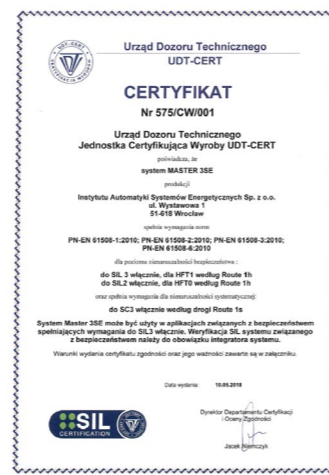 UDT-CERT
Urząd Dozoru Technicznego
UDT-CERT
CERTYFIKAT
Nr 575/CW/001
Urząd Dozoru Technicznego
Jednostka Certyfikująca Wyroby UDT-CERT
poświadcza, że
system MASTER 3SE
produkcji
Instytutu Automatyki Systemów Energetycznych Sp. z o.o.
ul. Wystawowa 1
51-618 Wrocław
spełnia wymagania norm
PN-EN 61508-1:2010; PN-EN 61508-2:2010; PN-EN 61508-3:2010;
PN-EN 61508-6:2010
dla poziomu nienaruszalności bezpieczeństwa :
do SIL 3 włącznie, dla HFT1 według Route 1h
do SIL2 włącznie, dla HFT0 według Route 1h
oraz spełnia wymagania dla nienaruszalności systematycznej:
do SC3 włącznie według drogi Route 1s
System Master 3SE może być użyty w aplikacjach związanych z bezpieczeństwem
spełniających wymagania do SIL3 włącznie. Weryfikacja SIL systemu związanego
z bezpieczeństwem należy do obowiązku integratora systemu.
Warunki wydania certyfikatu zgodności oraz jego ważności zawarte są w załączniku.
Data wydania: 10.05.2018
SIL
CERTIFICATION
Dyrektor Departamentu Certyfikacji
i Oceny Zgodności
Jacek Niemczyk